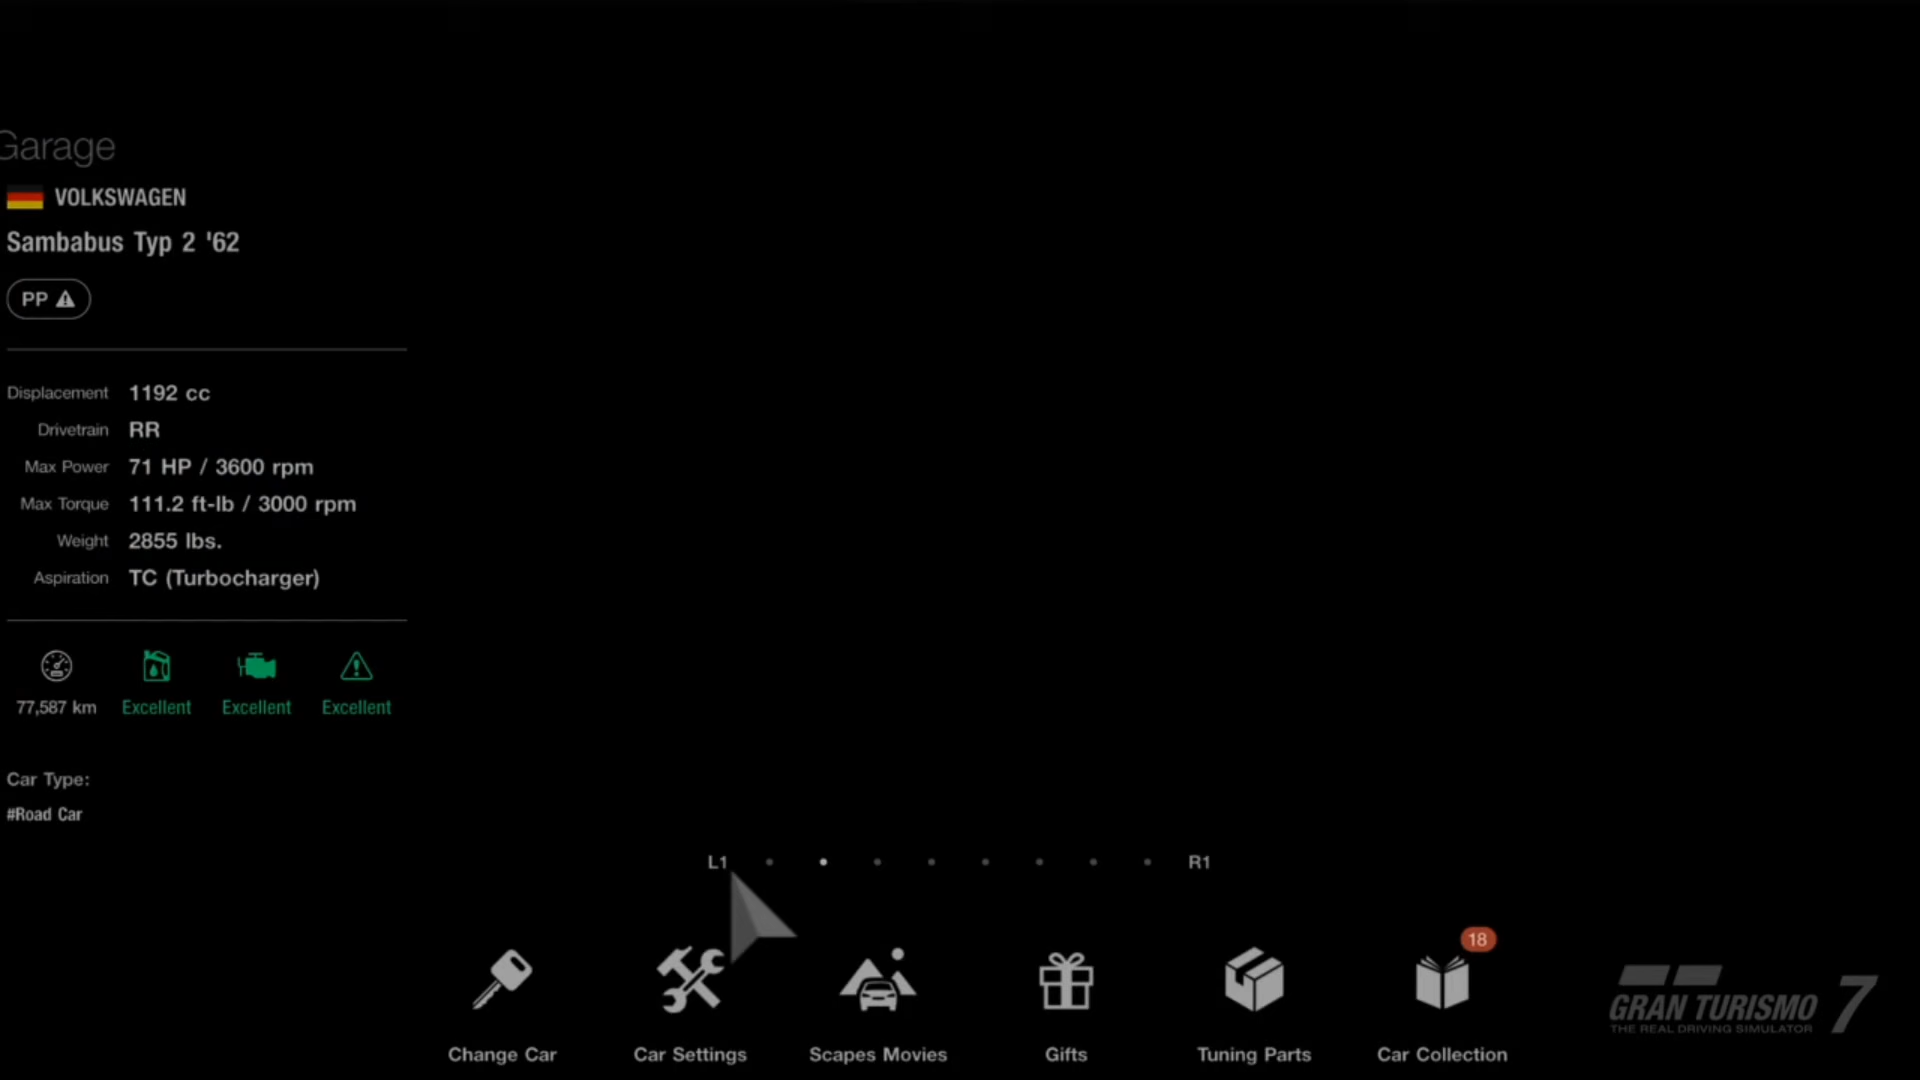 Garage
VOLKSWAGEN
Sambabus Typ 2 '62
PP
Displacement 1192 cc
Drivetrain RR
Max Power 71 HP / 3600 rpm
Max Torque 111.2 ft-lb / 3000 rpm
Weight 2855 lbs.
Aspiration TC (Turbocharger)
77,587 km Excellent Excellent Excellent
Car Type:
#Road Car
L1 R1
18
Change Car Car Settings Scapes Movies Gifts Tuning Parts Car Collection
GRAN TURISMO 7
THE REAL DRIVING SIMULATOR